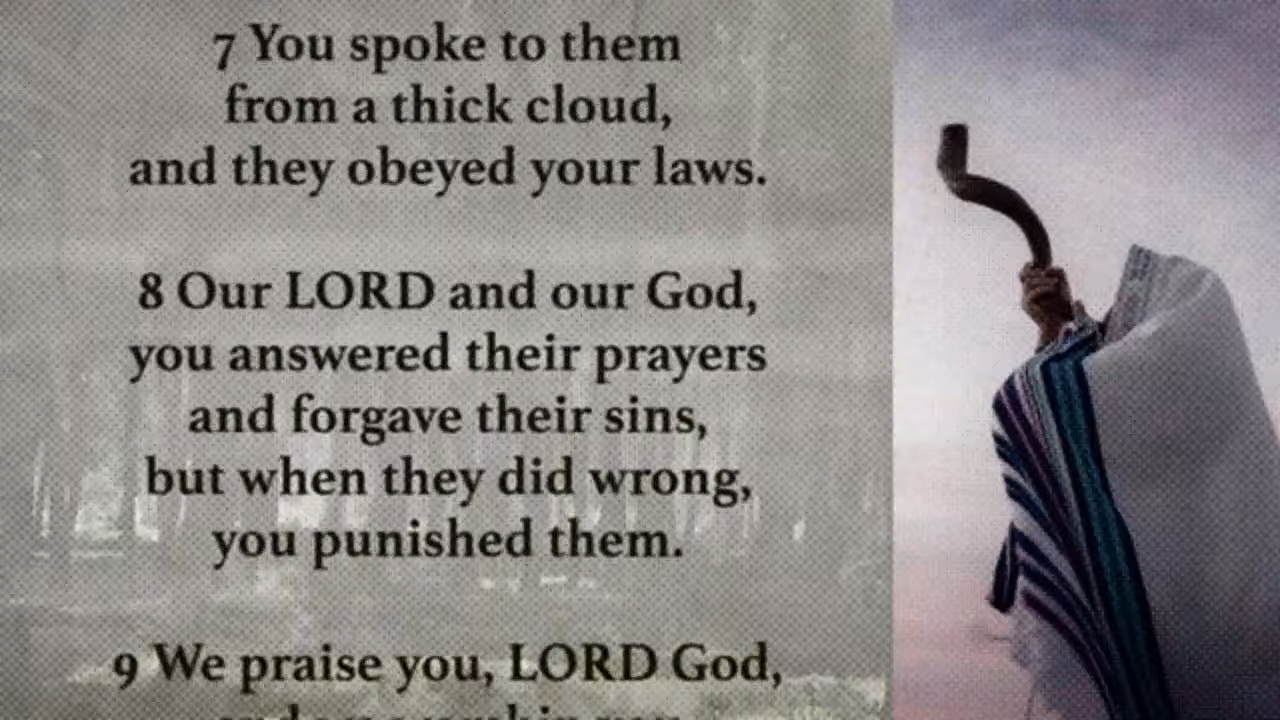 7 You spoke to them
from a thick cloud,
and they obeyed your laws.
8 Our LORD and our God,
you answered their prayers
and forgave their sins,
but when they did wrong,
you punished them.
9 We praise you, LORD God,